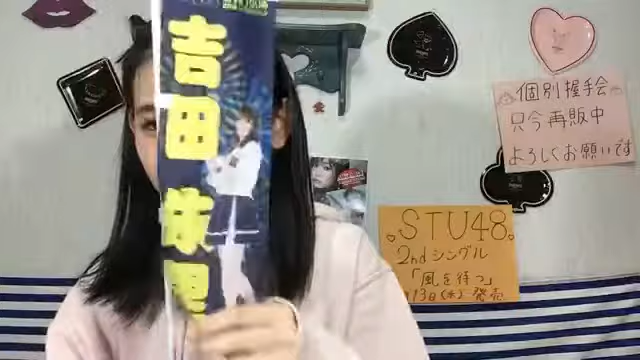 吉田
個別握手会
只今再販中
よろしくお願いです
STU48
2ndシングル
「風を待つ」
13日(水)発売